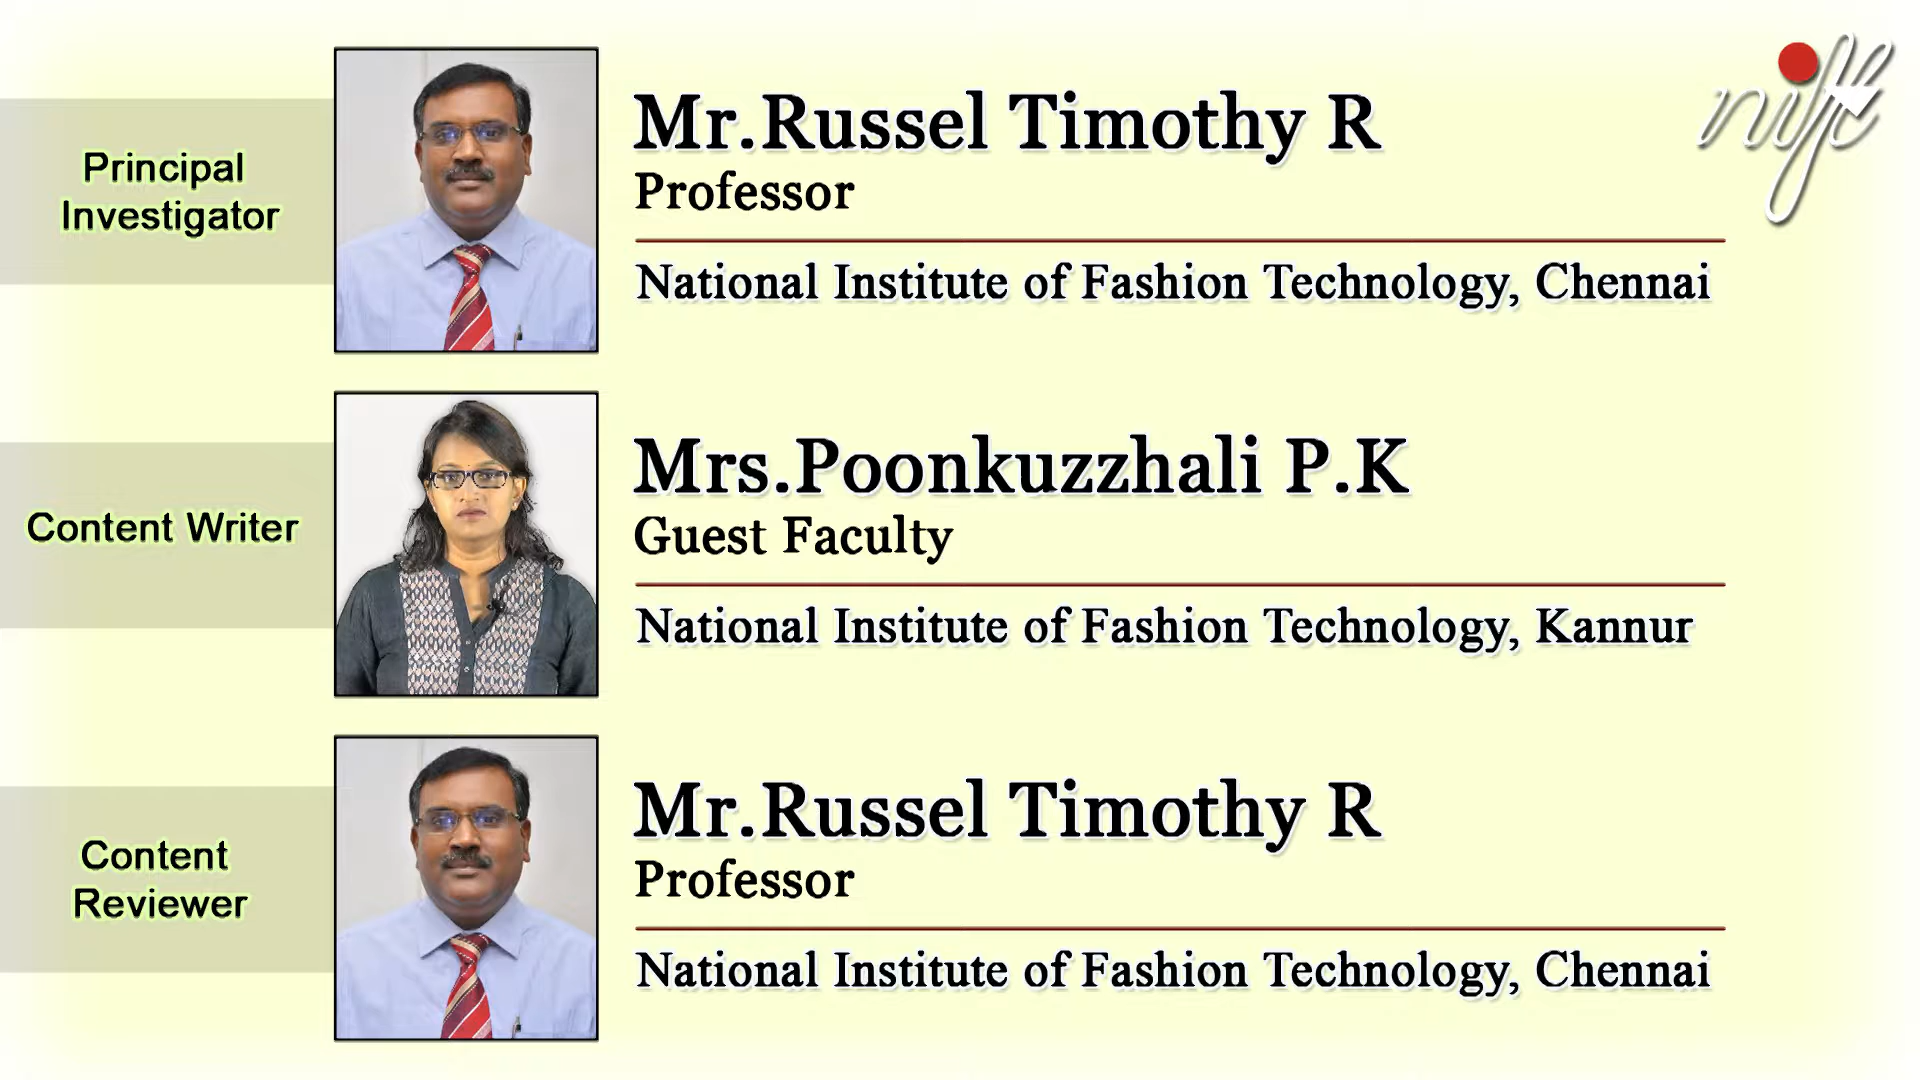 nift
Principal
Investigator
Mr.Russel Timothy R
Professor
National Institute of Fashion Technology, Chennai
Content Writer
Mrs.Poonkuzzhali P.K
Guest Faculty
National Institute of Fashion Technology, Kannur
Content
Reviewer
Mr.Russel Timothy R
Professor
National Institute of Fashion Technology, Chennai